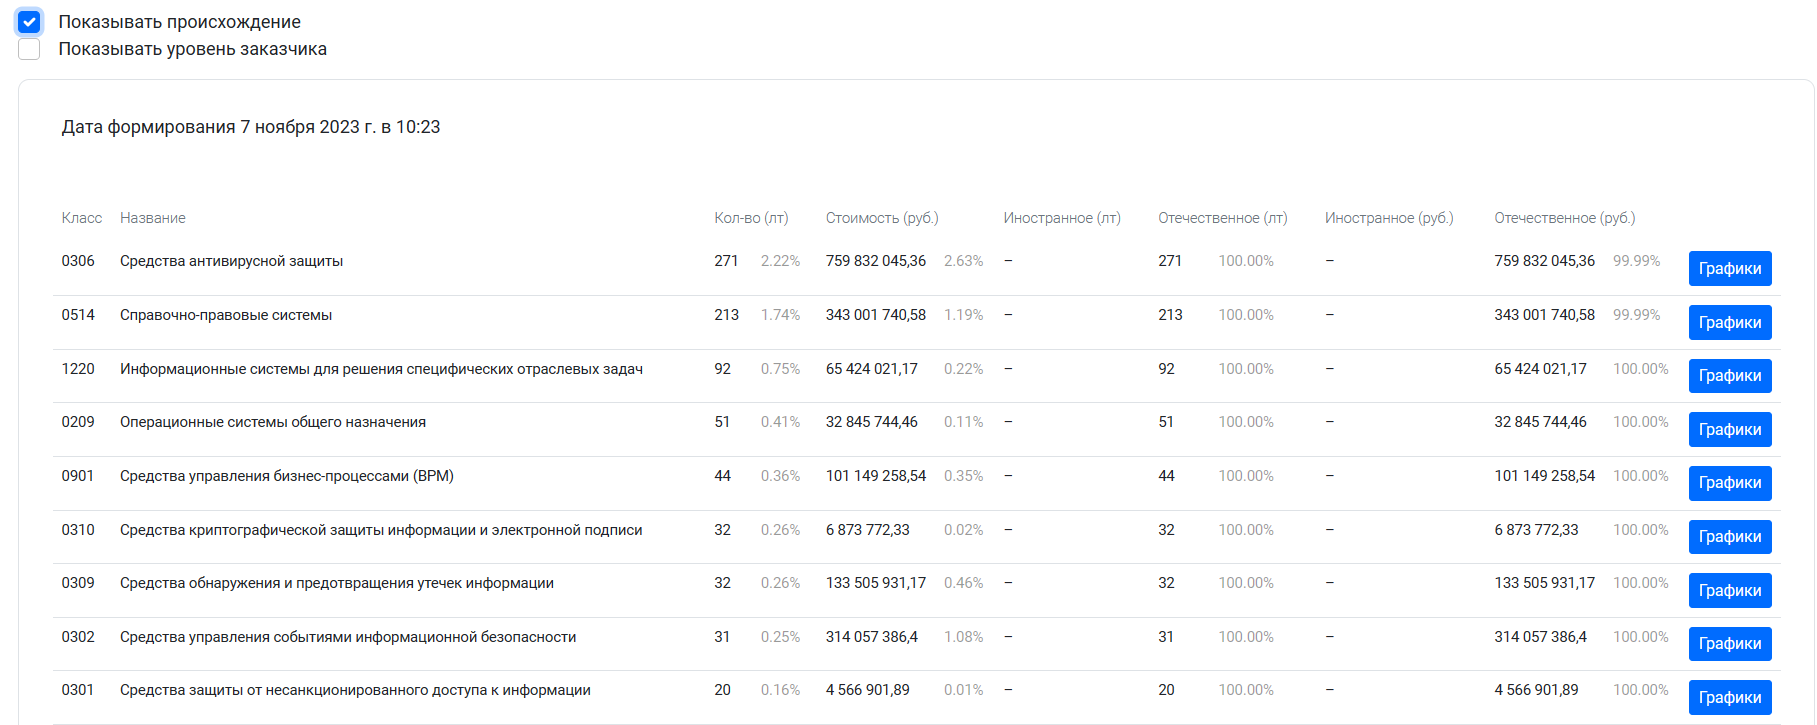 Показывать происхождение
Показывать уровень заказчика
Дата формирования 7 ноября 2023 г. в 10:23
Класс Название Кол-во (лт) Стоимость (руб.) Иностранное (лт) Отечественное (лт) Иностранное (руб.) Отечественное (руб.)
0306 Средства антивирусной защиты 271 2.22% 759 832 045,36 2.63% – 271 100.00% – 759 832 045,36 99.99% Графики
0514 Справочно-правовые системы 213 1.74% 343 001 740,58 1.19% – 213 100.00% – 343 001 740,58 99.99% Графики
1220 Информационные системы для решения специфических отраслевых задач 92 0.75% 65 424 021,17 0.22% – 92 100.00% – 65 424 021,17 100.00% Графики
0209 Операционные системы общего назначения 51 0.41% 32 845 744,46 0.11% – 51 100.00% – 32 845 744,46 100.00% Графики
0901 Средства управления бизнес-процессами (BPM) 44 0.36% 101 149 258,54 0.35% – 44 100.00% – 101 149 258,54 100.00% Графики
0310 Средства криптографической защиты информации и электронной подписи 32 0.26% 6 873 772,33 0.02% – 32 100.00% – 6 873 772,33 100.00% Графики
0309 Средства обнаружения и предотвращения утечек информации 32 0.26% 133 505 931,17 0.46% – 32 100.00% – 133 505 931,17 100.00% Графики
0302 Средства управления событиями информационной безопасности 31 0.25% 314 057 386,4 1.08% – 31 100.00% – 314 057 386,4 100.00% Графики
0301 Средства защиты от несанкционированного доступа к информации 20 0.16% 4 566 901,89 0.01% – 20 100.00% – 4 566 901,89 100.00% Графики